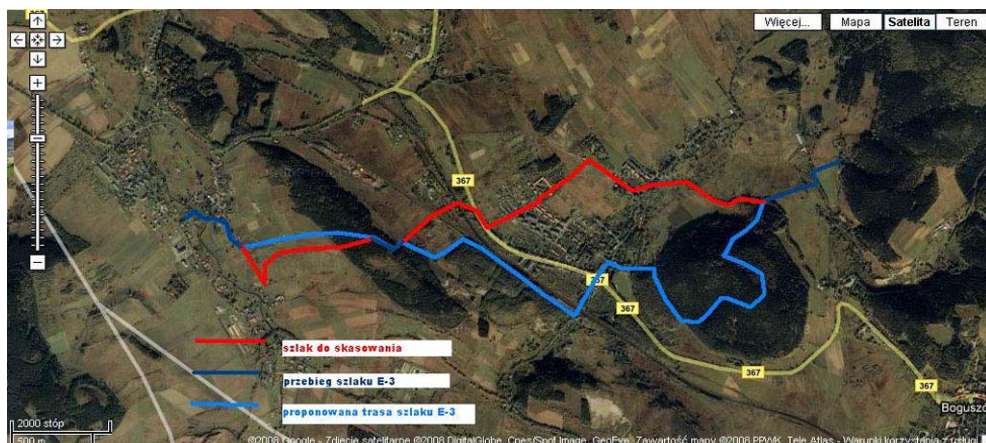 Więcej...
Mapa
Satelita
Teren
367
367
367
367
367
367
szlak do skasowania
przebieg szlaku E-3
proponowana trasa szlaku E-3
2000 stóp
500 m
Boguszó
©2008 Google - Zdjęcie satelitarne ©2008 DigitalGlobe, Cnes/Spot Image, GeoEye, Zawartość mapy ©2008 PPWK, Tele Atlas - Warunki korzystania z usługi